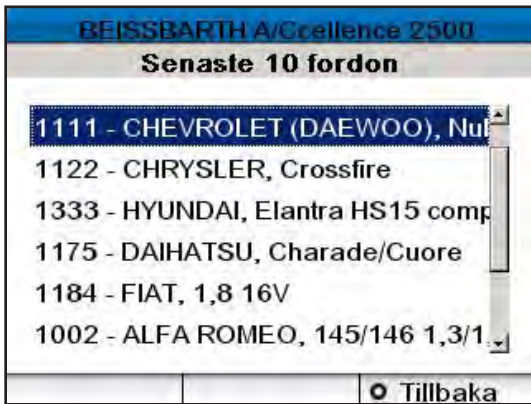 BEISSBARTH A/Ccellence 2500
Senaste 10 fordon
1111 - CHEVROLET (DAEWOO), Nu
1122 - CHRYSLER, Crossfire
1333 - HYUNDAI, Elantra HS15 comp
1175 - DAIHATSU, Charade/Cuore
1184 - FIAT, 1,8 16V
1002 - ALFA ROMEO, 145/146 1,3/1
Tillbaka